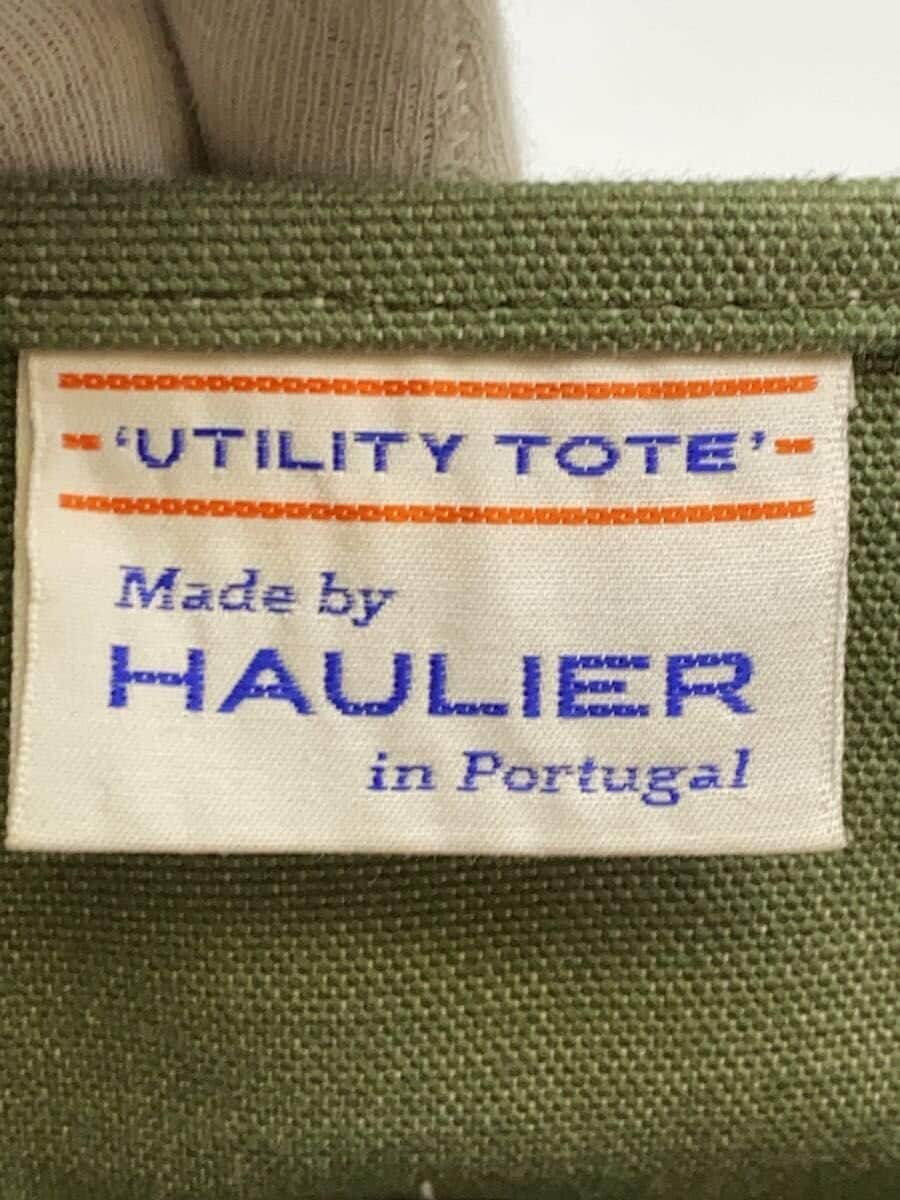 ‘UTILITY TOTE’
Made by
HAULIER
in Portugal